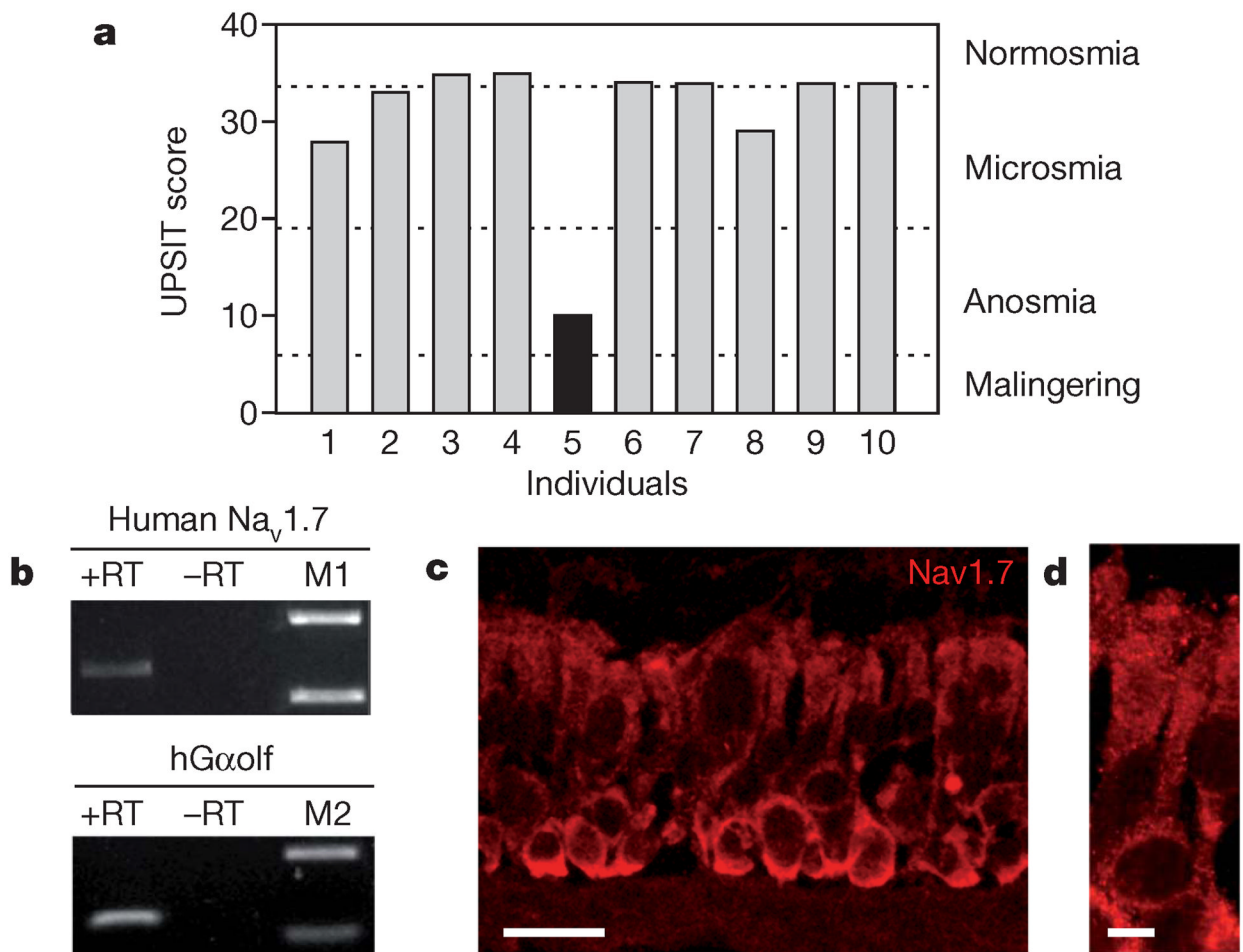 a
40
30
20
10
0
UPSIT score
Normosmia
Microsmia
Anosmia
Malingering
1 2 3 4 5 6 7 8 9 10
Individuals
b
Human Nav1.7
+RT –RT M1
hGαolf
+RT –RT M2
c
Nav1.7
d